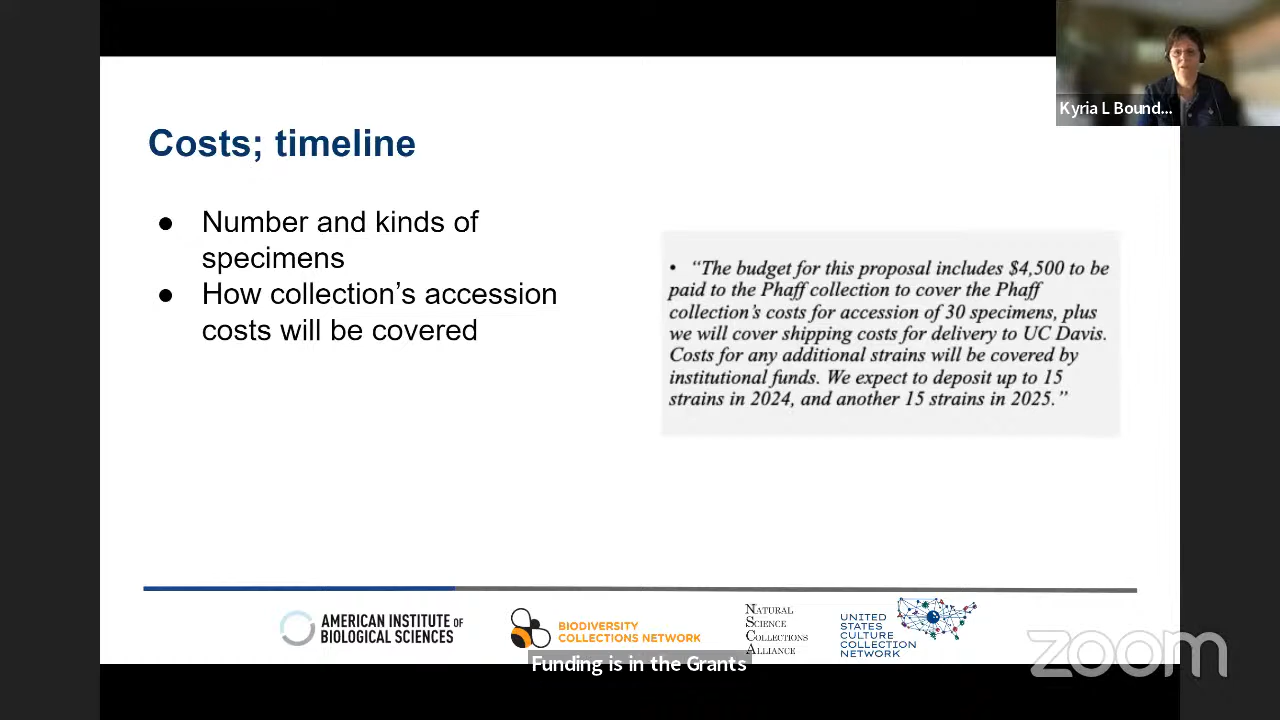 Kyria L Bound...
Costs; timeline
● Number and kinds of
specimens
● How collection’s accession
costs will be covered
• “The budget for this proposal includes $4,500 to be
paid to the Phaff collection to cover the Phaff
collection’s costs for accession of 30 specimens, plus
we will cover shipping costs for delivery to UC Davis.
Costs for any additional strains will be covered by
institutional funds. We expect to deposit up to 15
strains in 2024, and another 15 strains in 2025.”
AMERICAN INSTITUTE OF
BIOLOGICAL SCIENCES
BIODIVERSITY
COLLECTIONS NETWORK
NATURAL
SCIENCE
COLLECTIONS
ALLIANCE
UNITED
STATES
CULTURE
COLLECTION
NETWORK
Funding is in the Grants
zoom